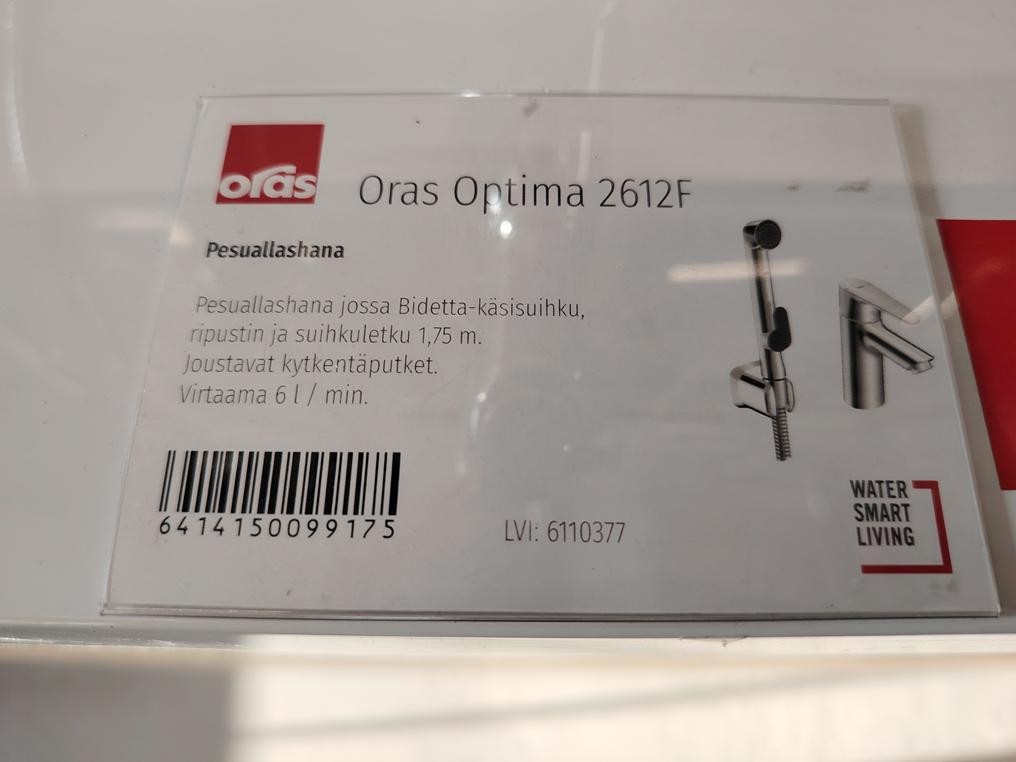 oras
Oras Optima 2612F
Pesuallashana
Pesuallashana jossa Bidetta-käsisuihku,
ripustin ja suihkuletku 1,75 m.
Joustavat kytkentäputket.
Virtaama 6 l / min.
6414150099175
LVI: 6110377
WATER
SMART
LIVING